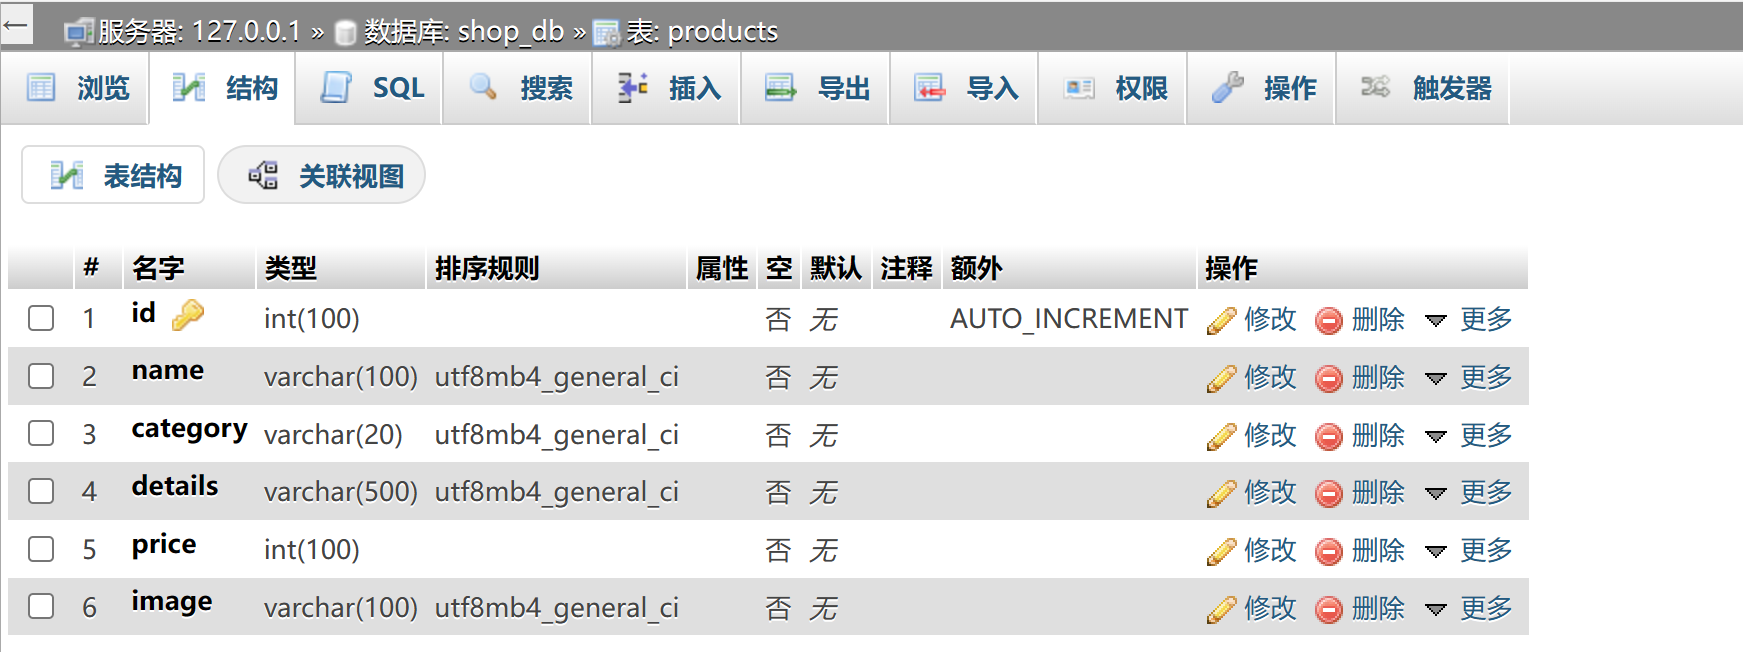 服务器: 127.0.0.1 » 数据库: shop_db » 表: products
浏览 结构 SQL 搜索 插入 导出 导入 权限 操作 触发器
表结构 关联视图
# 名字 类型 排序规则 属性 空 默认 注释 额外 操作
1 id int(100) 否 无 AUTO_INCREMENT 修改 删除 更多
2 name varchar(100) utf8mb4_general_ci 否 无 修改 删除 更多
3 category varchar(20) utf8mb4_general_ci 否 无 修改 删除 更多
4 details varchar(500) utf8mb4_general_ci 否 无 修改 删除 更多
5 price int(100) 否 无 修改 删除 更多
6 image varchar(100) utf8mb4_general_ci 否 无 修改 删除 更多